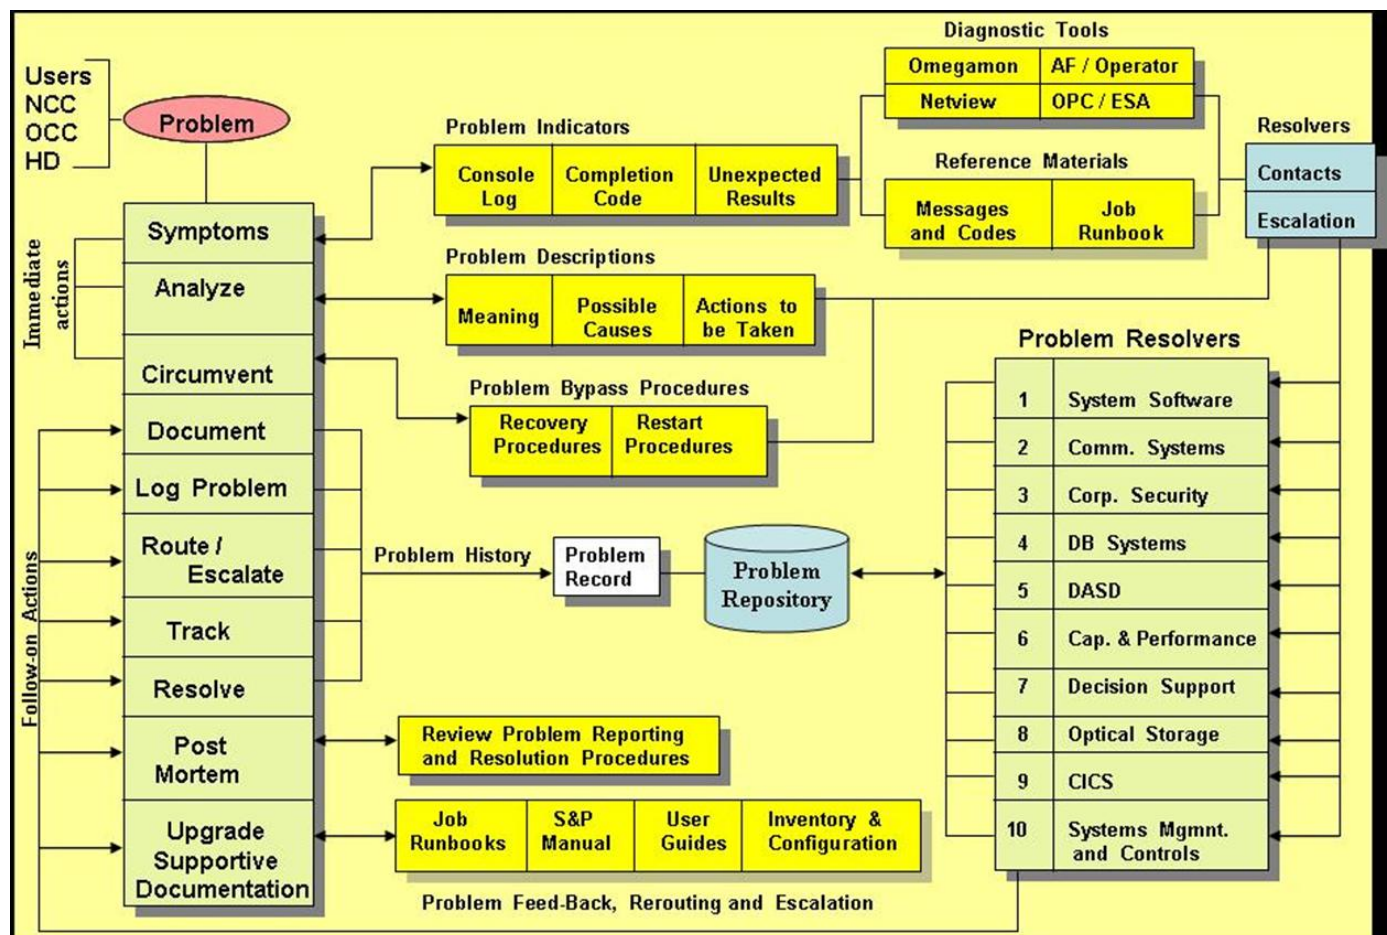 Users
NCC
OCC
HD
Problem
Immediate
actions
Follow-on Actions
Symptoms
Analyze
Circumvent
Document
Log Problem
Route /
Escalate
Track
Resolve
Post
Mortem
Upgrade
Supportive
Documentation
Problem Indicators
Console
Log
Completion
Code
Unexpected
Results
Diagnostic Tools
Omegamon
AF / Operator
Netview
OPC / ESA
Reference Materials
Messages
and Codes
Job
Runbook
Resolvers
Contacts
Escalation
Problem Descriptions
Meaning
Possible
Causes
Actions to
be Taken
Problem Bypass Procedures
Recovery
Procedures
Restart
Procedures
Problem History
Problem
Record
Problem
Repository
Problem Resolvers
1 System Software
2 Comm. Systems
3 Corp. Security
4 DB Systems
5 DASD
6 Cap. & Performance
7 Decision Support
8 Optical Storage
9 CICS
10 Systems Mgmnt.
and Controls
Review Problem Reporting
and Resolution Procedures
Job
Runbooks
S&P
Manual
User
Guides
Inventory &
Configuration
Problem Feed-Back, Rerouting and Escalation